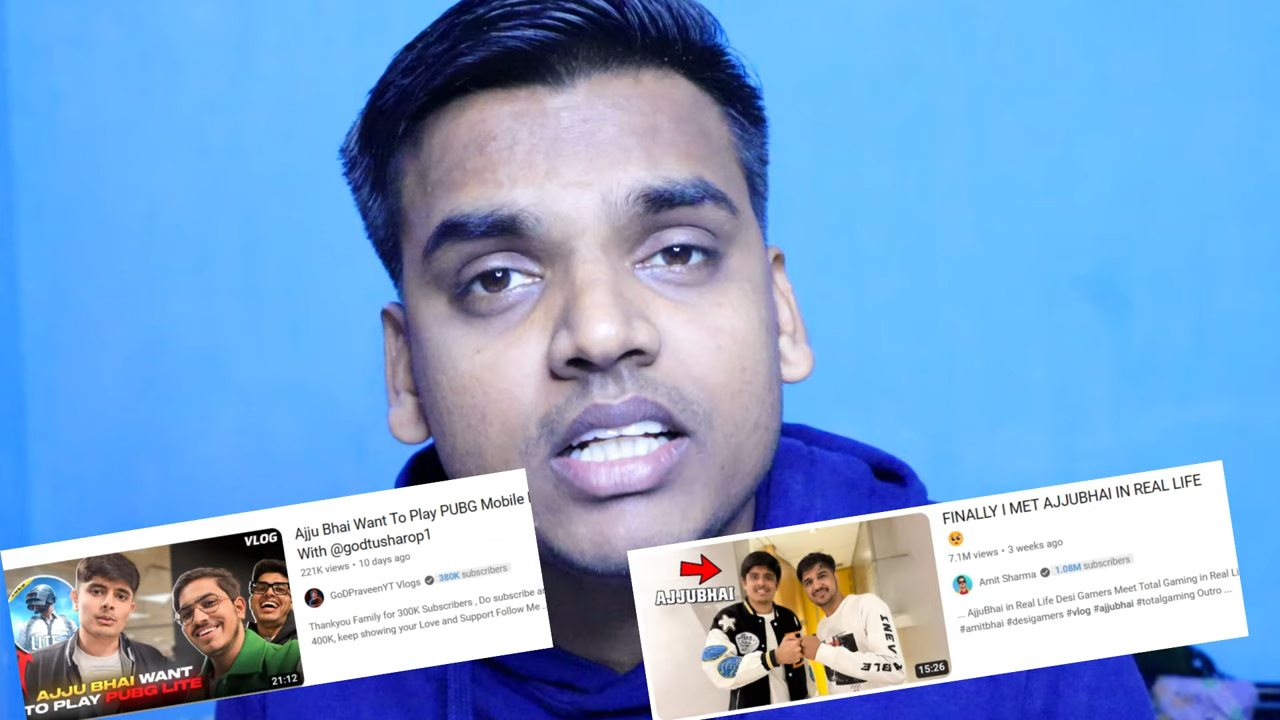 VLOG
LITE
AJJU BHAI WANT
TO PLAY PUBG LITE
21:12
Ajju Bhai Want To Play PUBG Mobile
With @godtusharop1
221K views • 10 days ago
GoDPraveenYT Vlogs 380K subscribers
Thankyou Family for 300K Subscribers , Do subscribe
400K, keep showing your Love and Support Follow Me ...
AJJUBHAI
INEV
BLE
15:26
FINALLY I MET AJJUBHAI IN REAL LIFE
🥺
7.1M views • 3 weeks ago
Amit Sharma 1.08M subscribers
... AjjuBhai in Real Life Desi Gamers Meet Total Gaming in Real
#amitbhai #desigamers #vlog #ajjubhai #totalgaming Outro ...